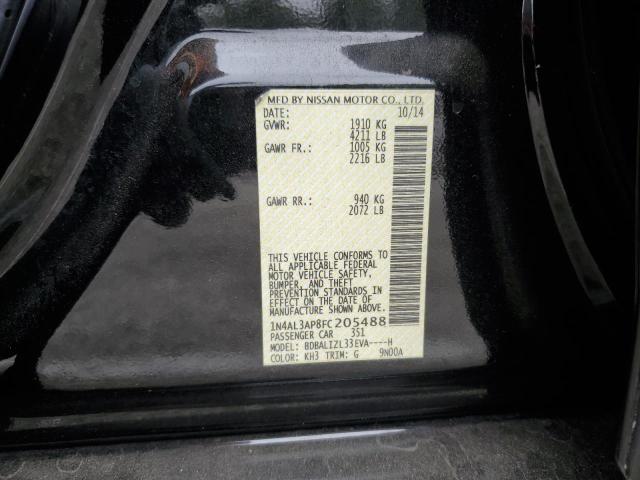 MFD BY NISSAN MOTOR CO., LTD.
DATE: 10/14
GVWR: 1910 KG
4211 LB
GAWR FR.: 1005 KG
2216 LB
GAWR RR.: 940 KG
2072 LB
THIS VEHICLE CONFORMS TO
ALL APPLICABLE FEDERAL
MOTOR VEHICLE SAFETY,
BUMPER, AND THEFT
PREVENTION STANDARDS IN
EFFECT ON THE DATE OF
MANUFACTURE SHOWN ABOVE.
1N4AL3AP8FC205488
PASSENGER CAR 351
MODEL: BDBALIZL33EVA----H
COLOR: KH3 TRIM: G 9N00A